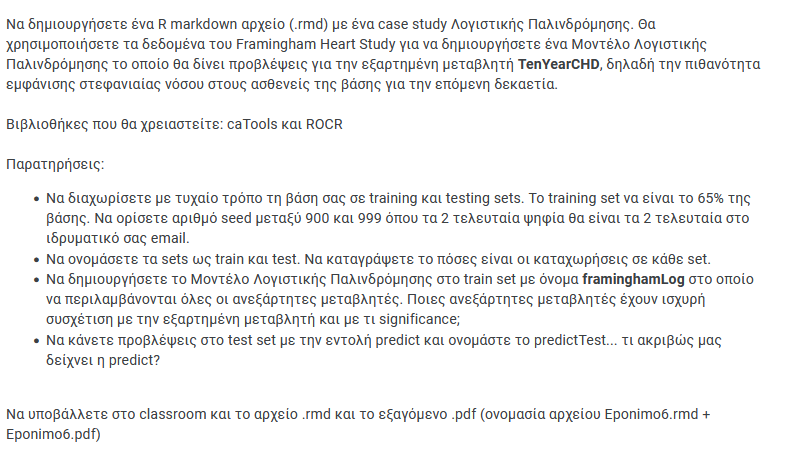 Να δημιουργήσετε ένα R markdown αρχείο (.rmd) με ένα case study Λογιστικής Παλινδρόμησης. Θα
χρησιμοποιήσετε τα δεδομένα του Framingham Heart Study για να δημιουργήσετε ένα Μοντέλο Λογιστικής
Παλινδρόμησης το οποίο θα δίνει προβλέψεις για την εξαρτημένη μεταβλητή TenYearCHD, δηλαδή την πιθανότητα
εμφάνισης στεφανιαίας νόσου στους ασθενείς της βάσης για την επόμενη δεκαετία.
Βιβλιοθήκες που θα χρειαστείτε: caTools και ROCR
Παρατηρήσεις:
• Να διαχωρίσετε με τυχαίο τρόπο τη βάση σας σε training και testing sets. Το training set να είναι το 65% της
βάσης. Να ορίσετε αριθμό seed μεταξύ 900 και 999 όπου τα 2 τελευταία ψηφία θα είναι τα 2 τελευταία στο
ιδρυματικό σας email.
• Να ονομάσετε τα sets ως train και test. Να καταγράψετε το πόσες είναι οι καταχωρήσεις σε κάθε set.
• Να δημιουργήσετε το Μοντέλο Λογιστικής Παλινδρόμησης στο train set με όνομα framinghamLog στο οποίο
να περιλαμβάνονται όλες οι ανεξάρτητες μεταβλητές. Ποιες ανεξάρτητες μεταβλητές έχουν ισχυρή
συσχέτιση με την εξαρτημένη μεταβλητή και με τι significance;
• Να κάνετε προβλέψεις στο test set με την εντολή predict και ονομάστε το predictTest... τι ακριβώς μας
δείχνει η predict?
Να υποβάλλετε στο classroom και το αρχείο .rmd και το εξαγόμενο .pdf (ονομασία αρχείου Eponimo6.rmd +
Eponimo6.pdf)